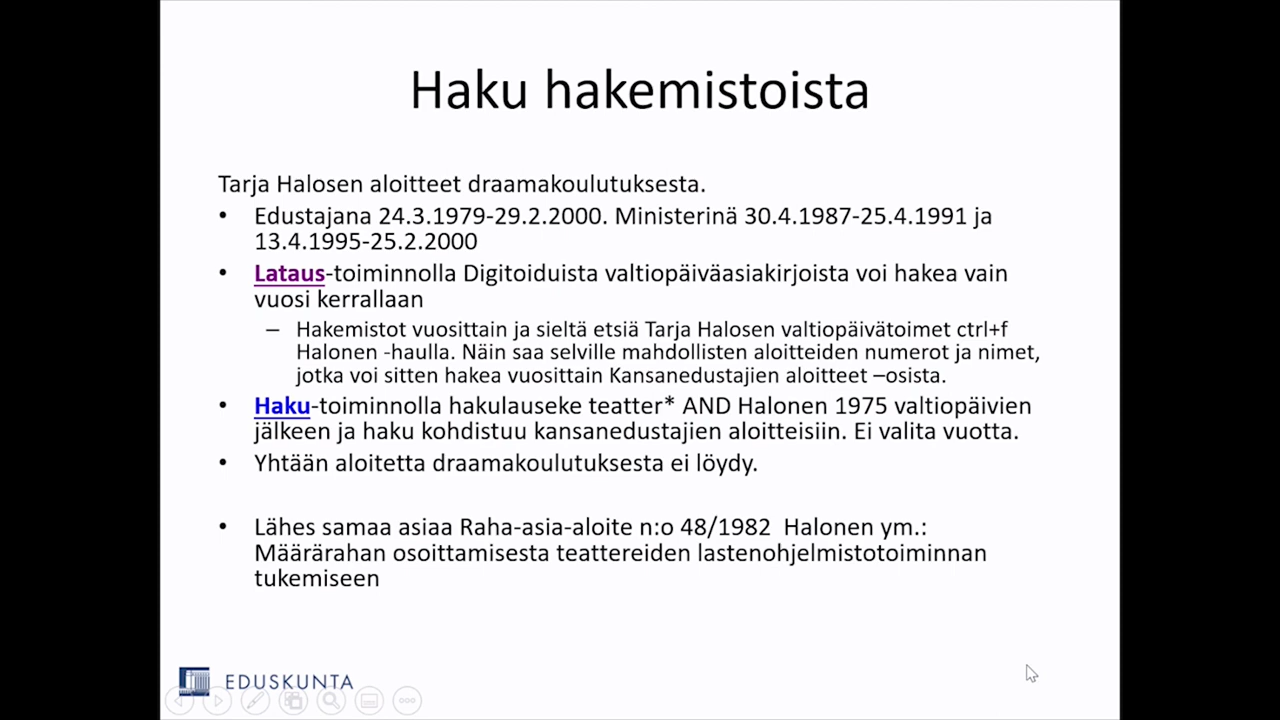 Haku hakemistoista
Tarja Halosen aloitteet draamakoulutuksesta.
• Edustajana 24.3.1979-29.2.2000. Ministerinä 30.4.1987-25.4.1991 ja
13.4.1995-25.2.2000
• Lataus-toiminnolla Digitoiduista valtiopäiväasiakirjoista voi hakea vain
vuosi kerrallaan
– Hakemistot vuosittain ja sieltä etsiä Tarja Halosen valtiopäivätoimet ctrl+f
Halonen -haulla. Näin saa selville mahdollisten aloitteiden numerot ja nimet,
jotka voi sitten hakea vuosittain Kansanedustajien aloitteet –osista.
• Haku-toiminnolla hakulauseke teatter* AND Halonen 1975 valtiopäivien
jälkeen ja haku kohdistuu kansanedustajien aloitteisiin. Ei valita vuotta.
• Yhtään aloitetta draamakoulutuksesta ei löydy.
• Lähes samaa asiaa Raha-asia-aloite n:o 48/1982  Halonen ym.:
Määrärahan osoittamisesta teattereiden lastenohjelmistotoiminnan
tukemiseen
EDUSKUNTA